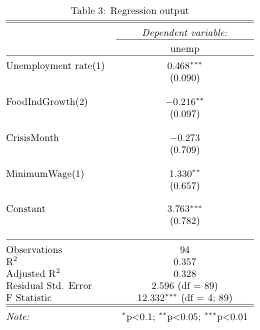 Table 3: Regression output
Dependent variable:
unemp
Unemployment rate(1) 0.468***
(0.090)
FoodIndGrowth(2) −0.216**
(0.097)
CrisisMonth −0.273
(0.709)
MinimumWage(1) 1.330**
(0.657)
Constant 3.763***
(0.782)
Observations 94
R2 0.357
Adjusted R2 0.328
Residual Std. Error 2.596 (df = 89)
F Statistic 12.332*** (df = 4; 89)
Note: *p<0.1; **p<0.05; ***p<0.01